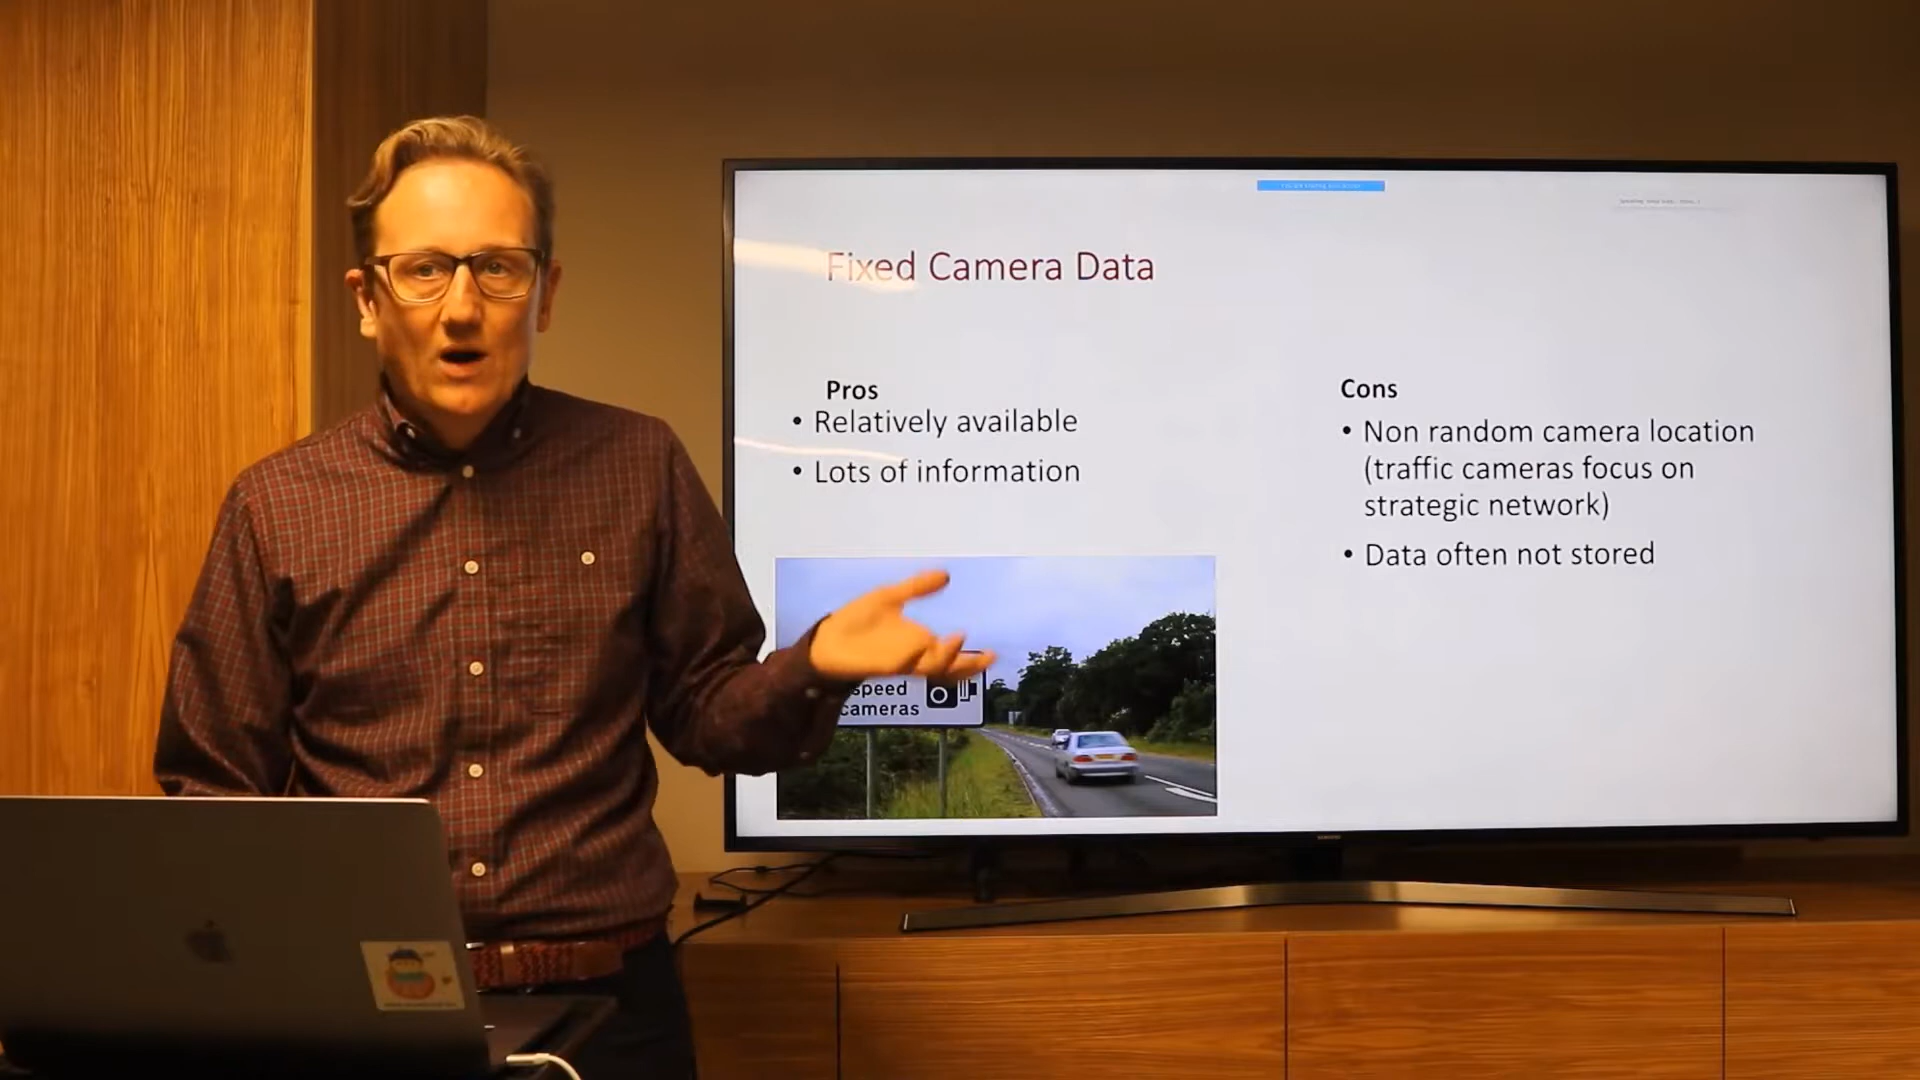 Fixed Camera Data
Pros
• Relatively available
• Lots of information
Cons
• Non random camera location
(traffic cameras focus on
strategic network)
• Data often not stored
speed
cameras
SAMSUNG